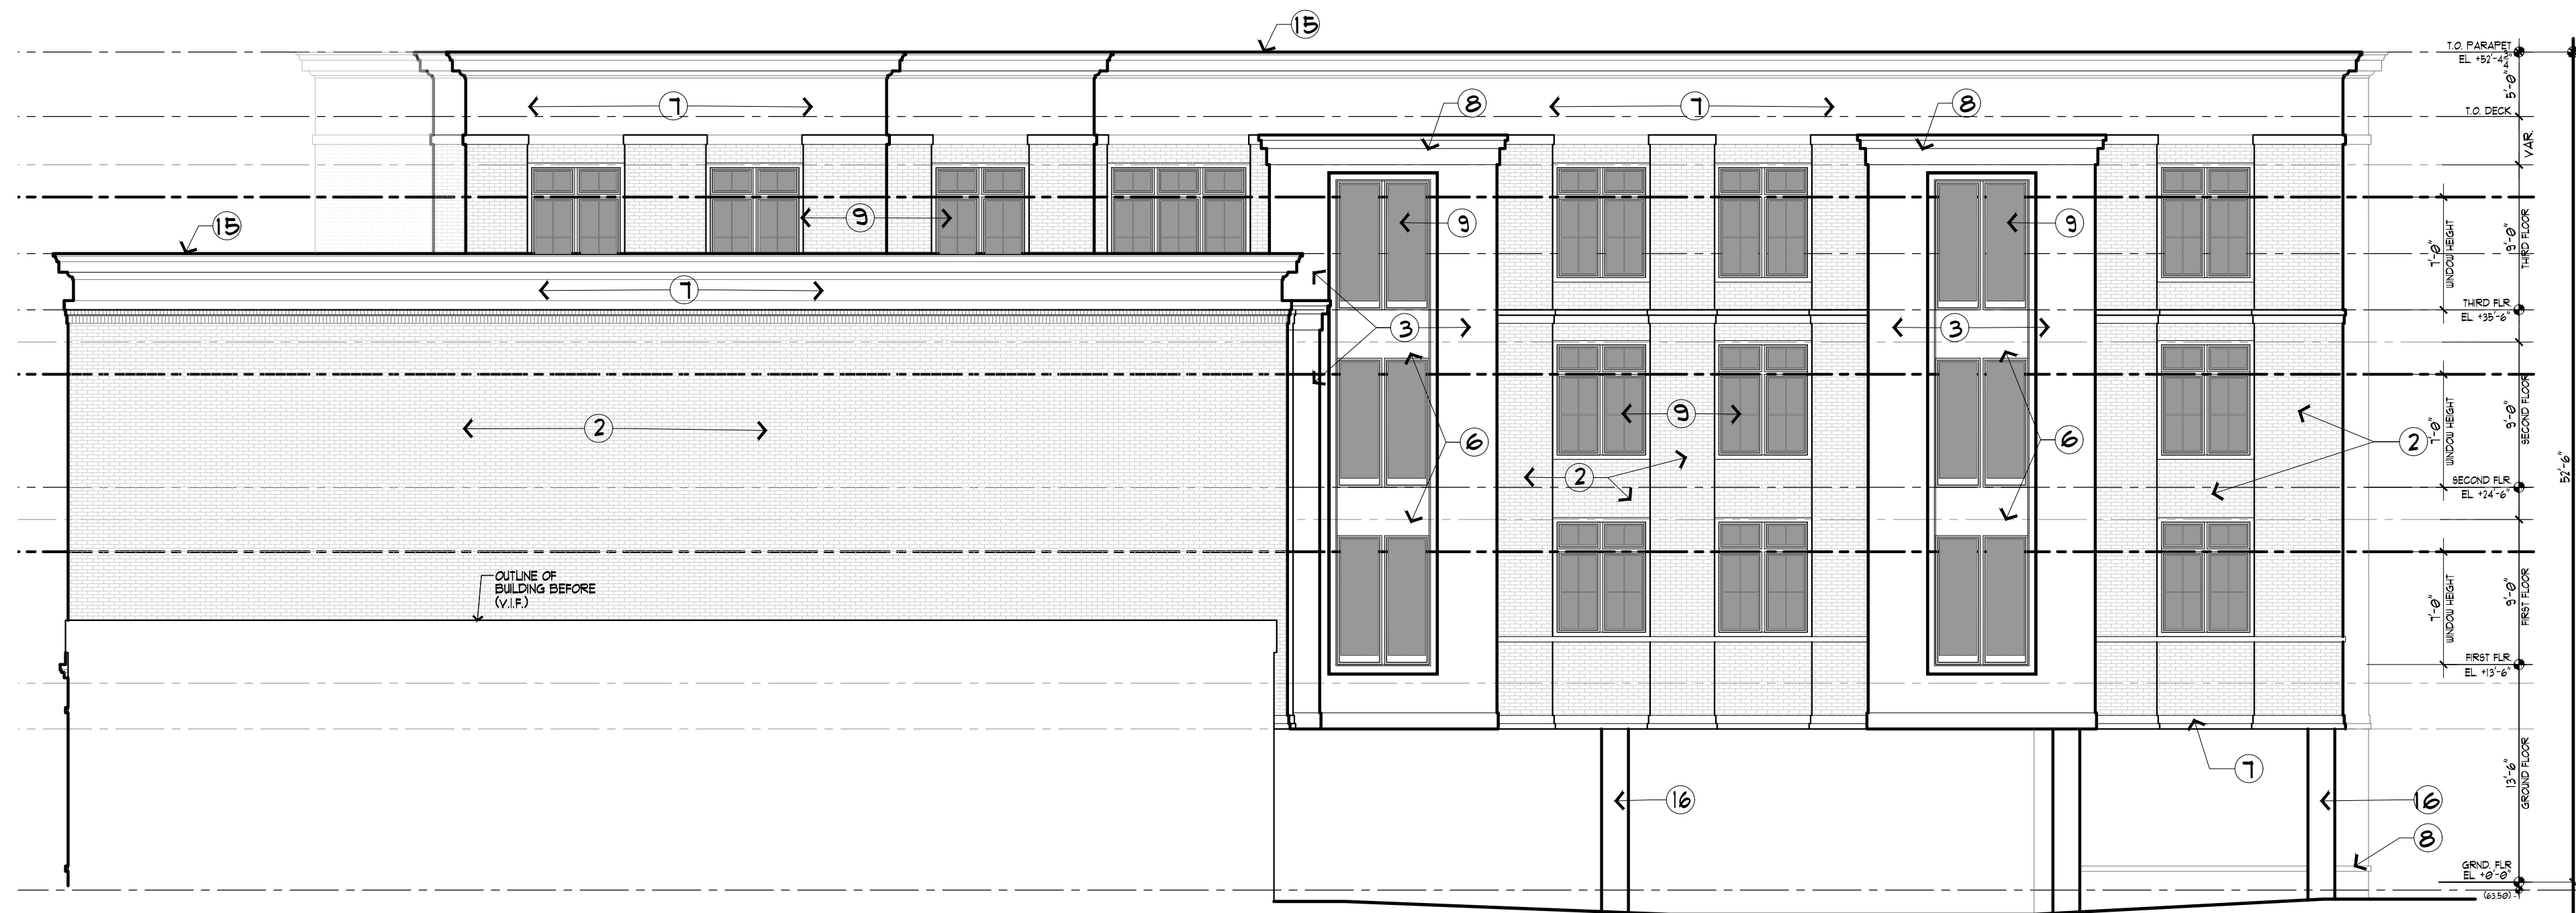 15
T.O. PARAPET
EL. +52'-4 3/4"
5'-0"
7
8
7
8
T.O. DECK
VAR.
15
9
9
9
7'-0"
WINDOW HEIGHT
9'-0"
THIRD FLOOR
7
THIRD FLR.
EL. +35'-6"
3
3
2
9
6
6
2
7'-0"
WINDOW HEIGHT
9'-0"
SECOND FLOOR
52'-6"
2
SECOND FLR.
EL. +24'-6"
OUTLINE OF
BUILDING BEFORE
(V.I.F.)
7'-0"
WINDOW HEIGHT
9'-0"
FIRST FLOOR
FIRST FLR.
EL. +13'-6"
7
16
16
13'-6"
GROUND FLOOR
8
GRND. FLR
EL. +0'-0"
(63.50)